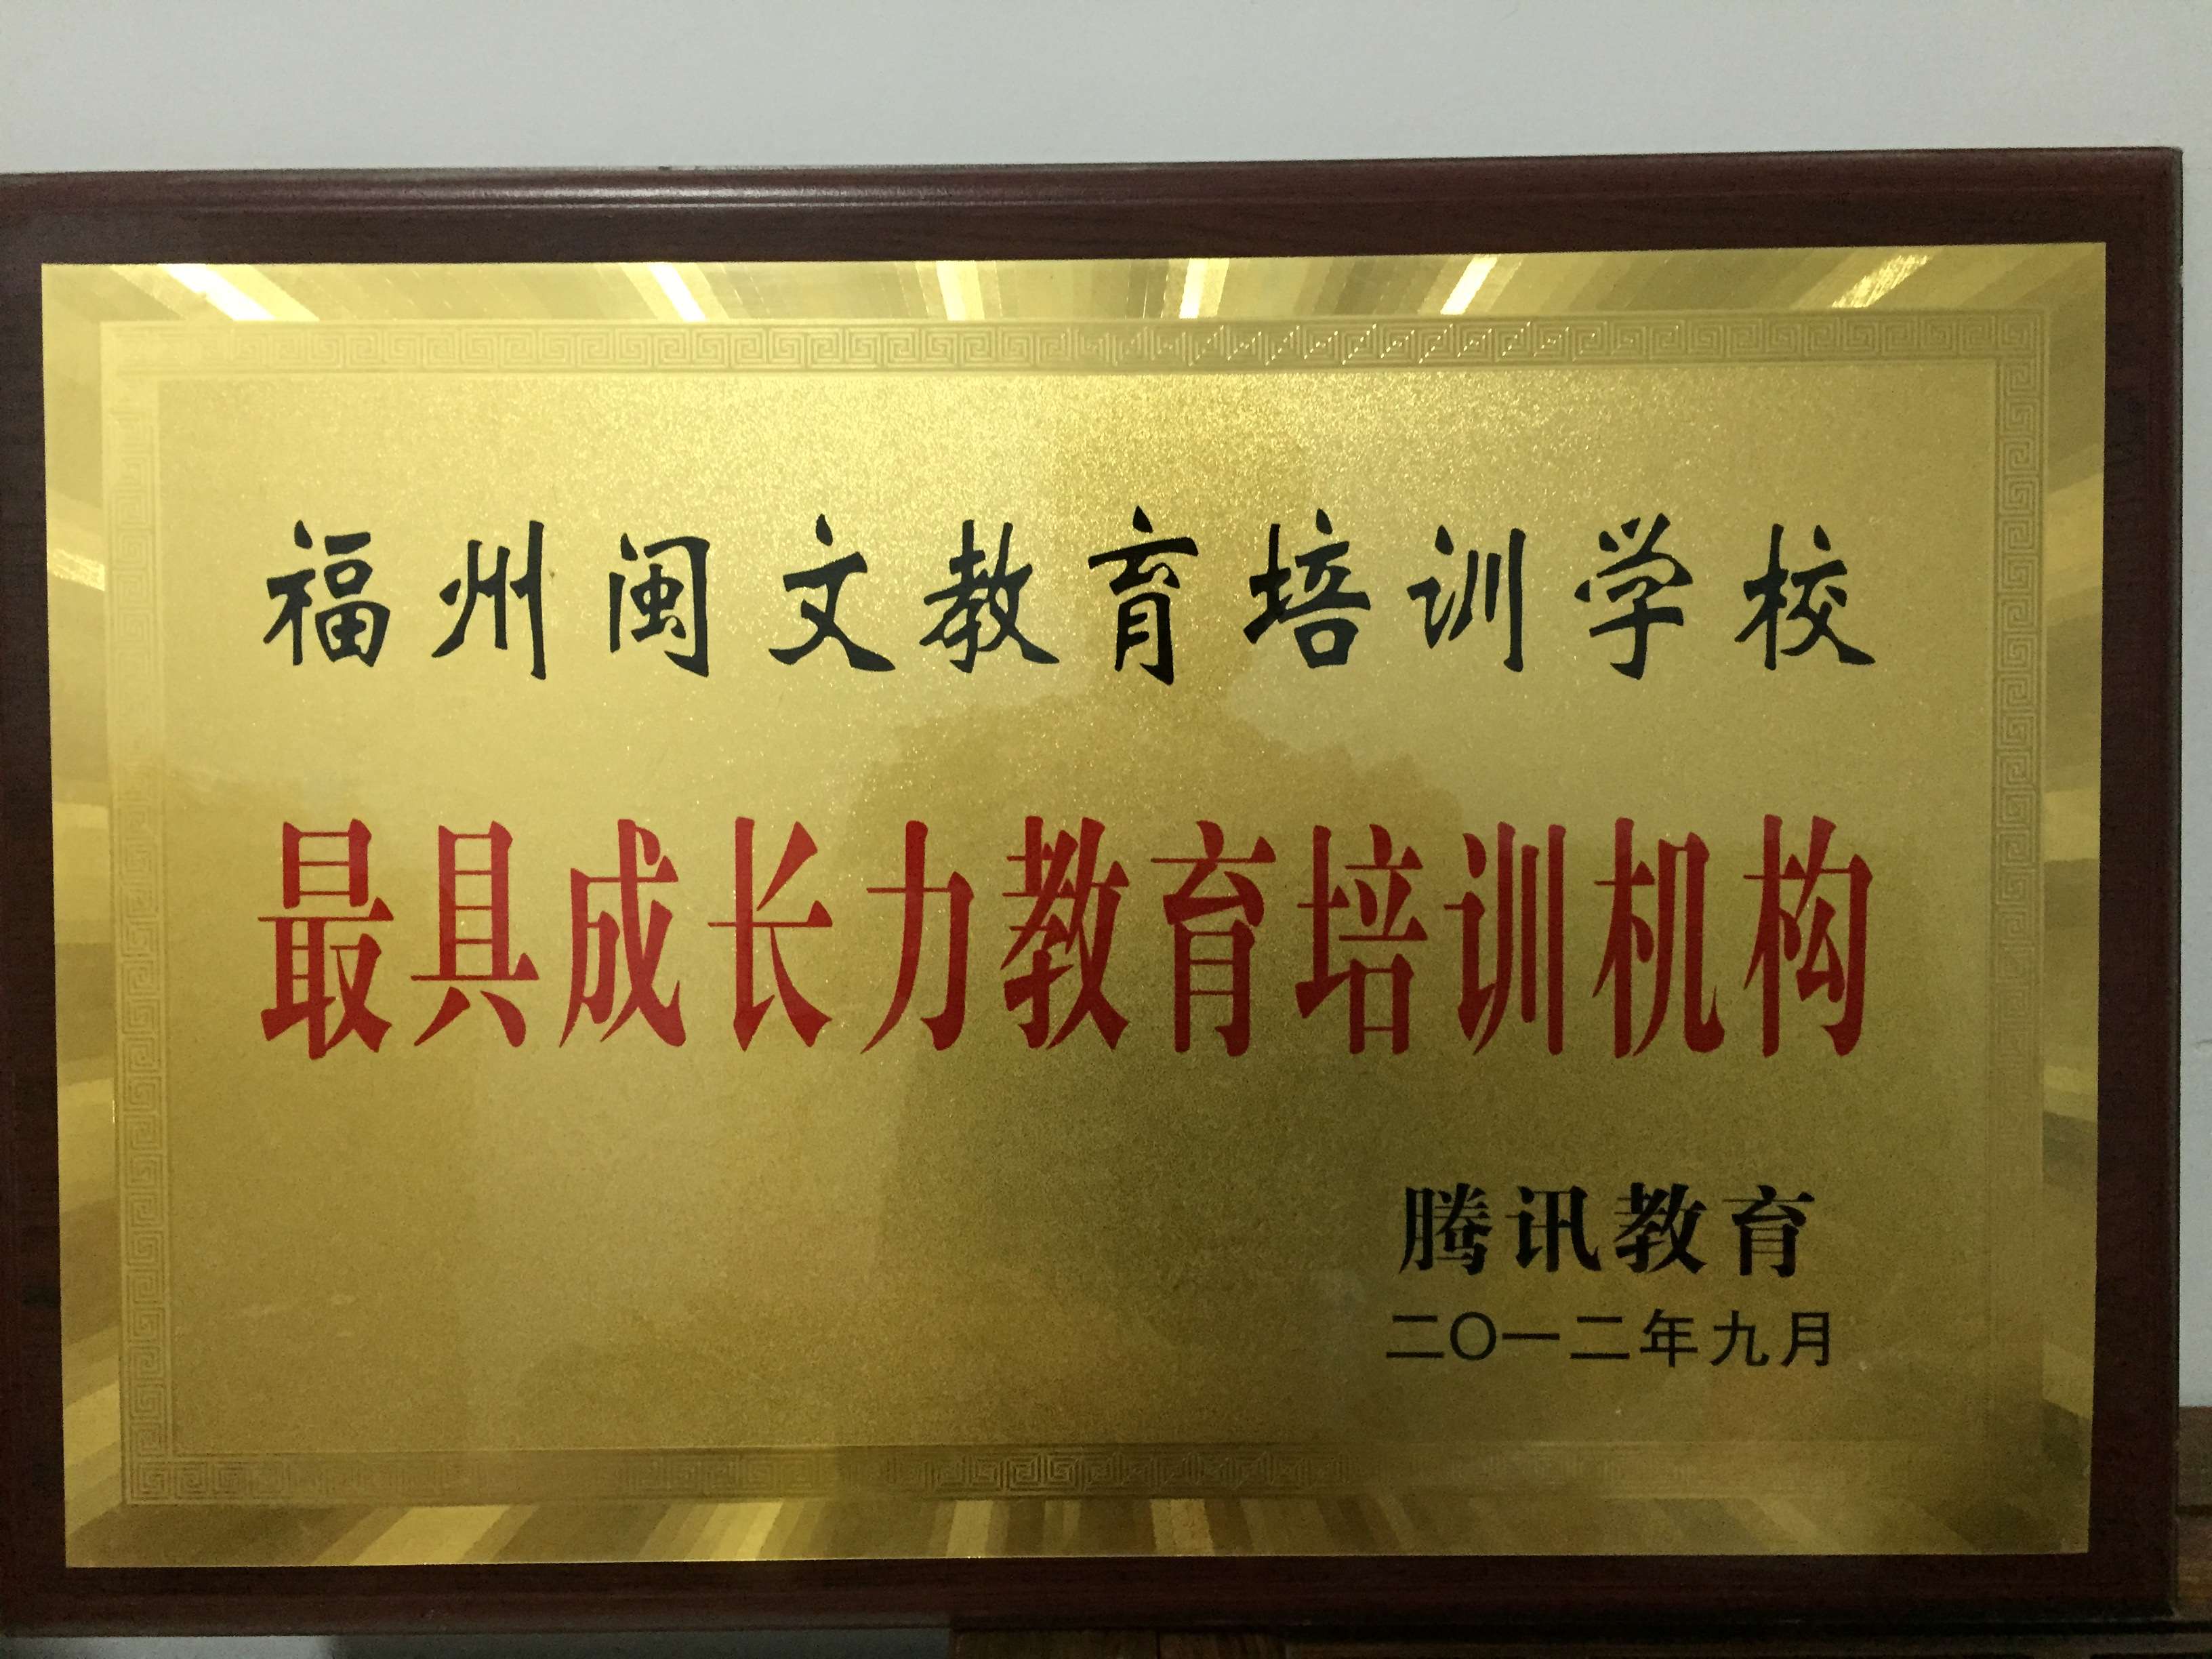 福州闽文教育培训学校
最具成长力教育培训机构
腾讯教育
二〇一二年九月